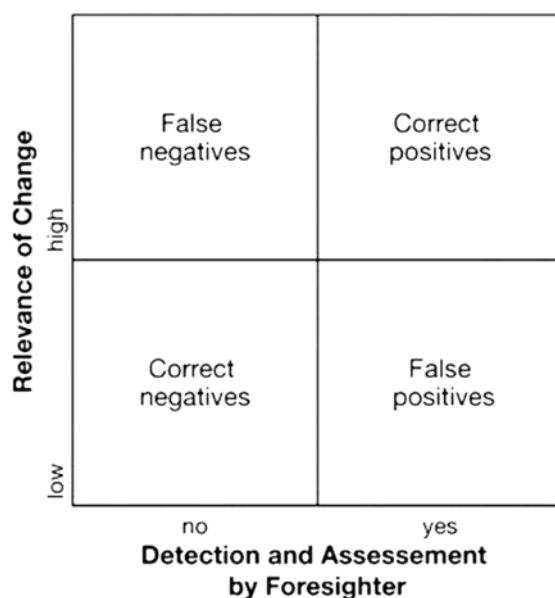 False
negatives
Correct
positives
Relevance of Change
high
Correct
negatives
False
positives
low
no
yes
Detection and Assessement
by Foresighter